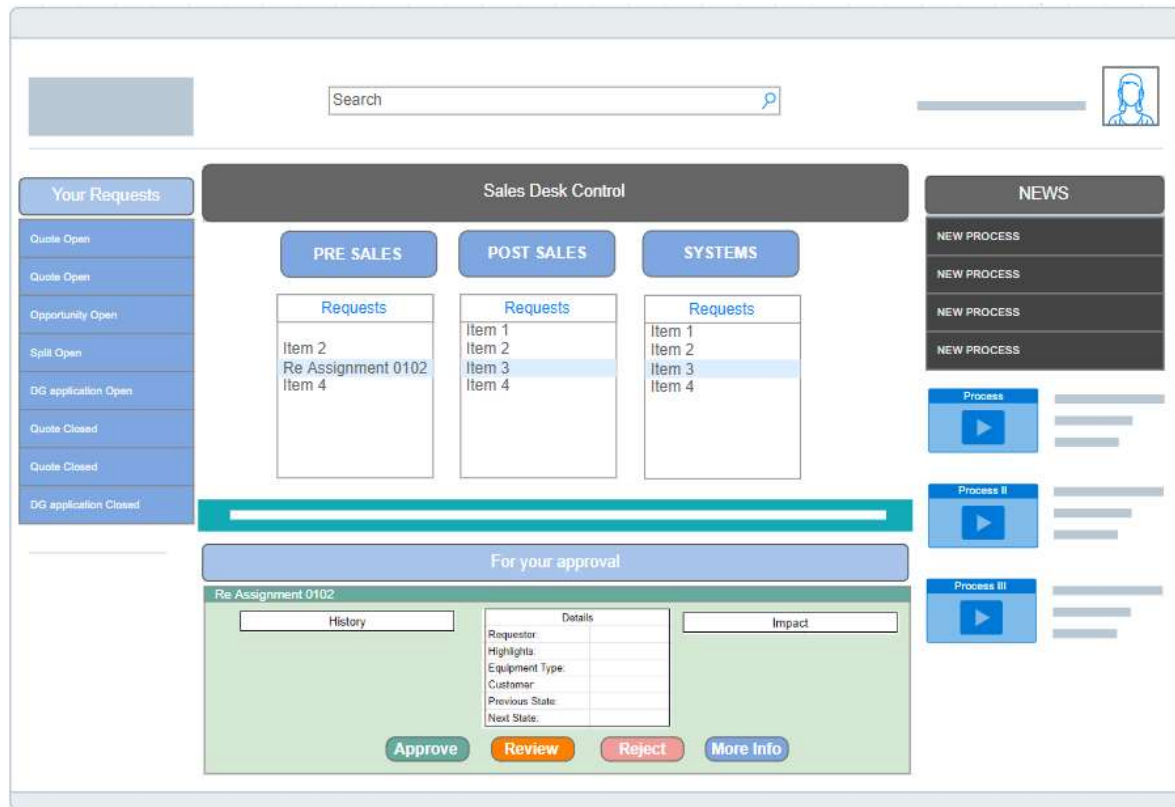 Search
Your Requests
Quote Open
Quote Open
Opportunity Open
Split Open
DG application Open
Quote Closed
Quote Closed
DG application Closed
Sales Desk Control
PRE SALES
Requests
Item 2
Re Assignment 0102
Item 4
POST SALES
Requests
Item 1
Item 2
Item 3
Item 4
SYSTEMS
Requests
Item 1
Item 2
Item 3
Item 4
For your approval
Re Assignment 0102
History
Details
Requestor:
Highlights:
Equipment Type:
Customer:
Previous State:
Next State:
Impact
Approve
Review
Reject
More Info
NEWS
NEW PROCESS
NEW PROCESS
NEW PROCESS
NEW PROCESS
Process
Process II
Process III